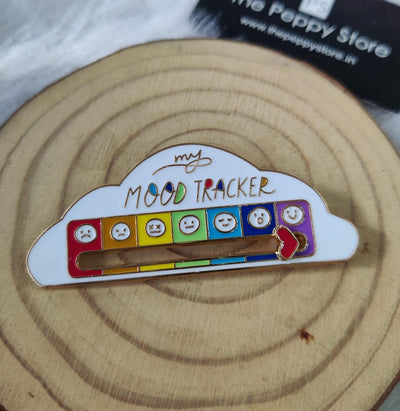 The Peppy Store
www.thepeppystore.in
my
MOOD TRACKER